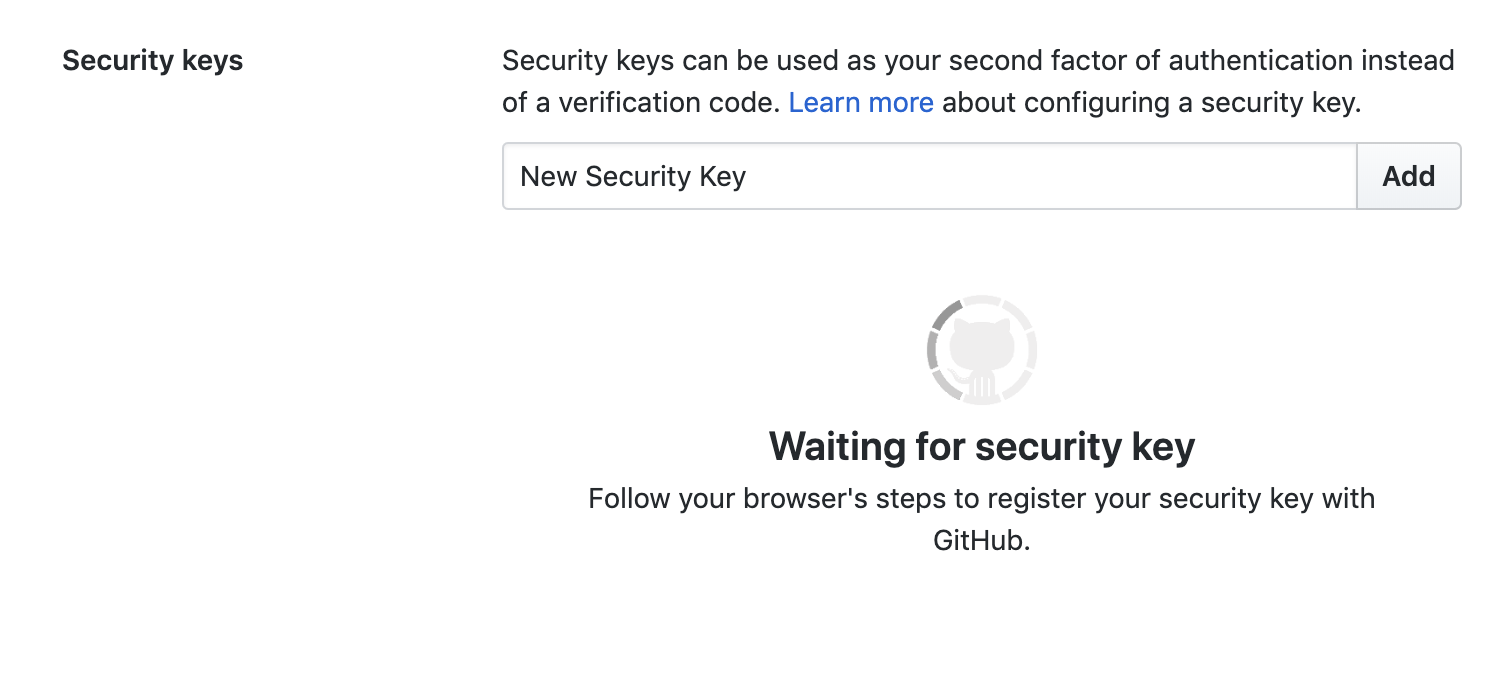 Security keys
Security keys can be used as your second factor of authentication instead
of a verification code. Learn more about configuring a security key.
New Security Key
Add
Waiting for security key
Follow your browser's steps to register your security key with
GitHub.